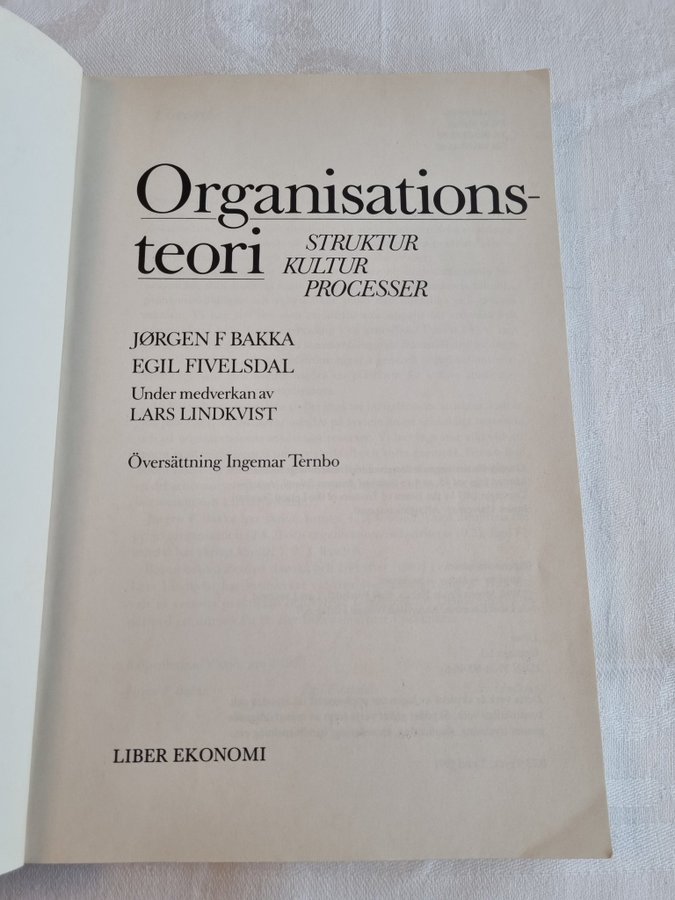 Organisations-
teori
STRUKTUR
KULTUR
PROCESSER
JØRGEN F BAKKA
EGIL FIVELSDAL
Under medverkan av
LARS LINDKVIST
Översättning Ingemar Ternbo
LIBER EKONOMI